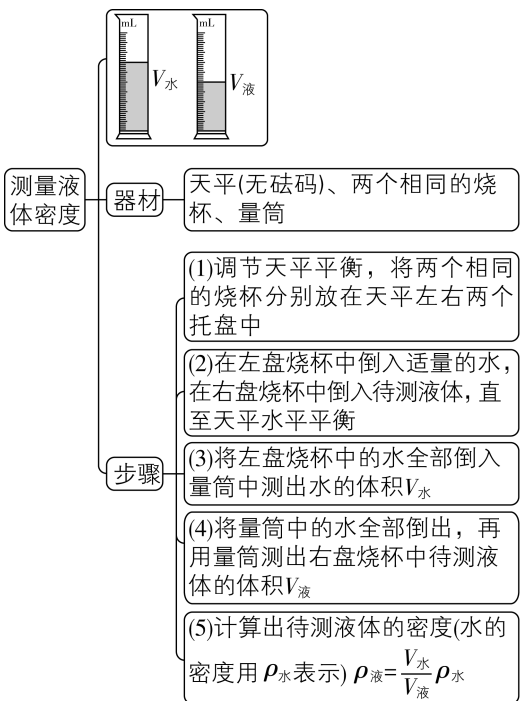 mL
mL
V水
V液
测量液
体密度
器材
天平(无砝码)、两个相同的烧
杯、量筒
步骤
(1)调节天平平衡，将两个相同
的烧杯分别放在天平左右两个
托盘中
(2)在左盘烧杯中倒入适量的水，
在右盘烧杯中倒入待测液体，直
至天平水平平衡
(3)将左盘烧杯中的水全部倒入
量筒中测出水的体积V水
(4)将量筒中的水全部倒出，再
用量筒测出右盘烧杯中待测液
体的体积V液
(5)计算出待测液体的密度(水的
密度用ρ水表示) ρ液=V水/V液 ρ水